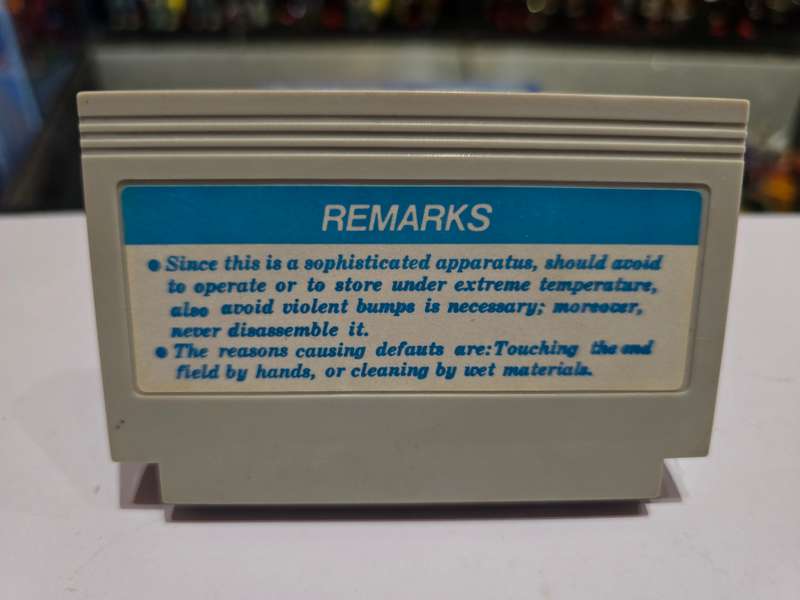 REMARKS
● Since this is a sophisticated apparatus, should avoid
to operate or to store under extreme temperature,
also avoid violent bumps is necessary; moreover,
never disassemble it.
● The reasons causing defauts are:Touching the end
field by hands, or cleaning by wet materials.